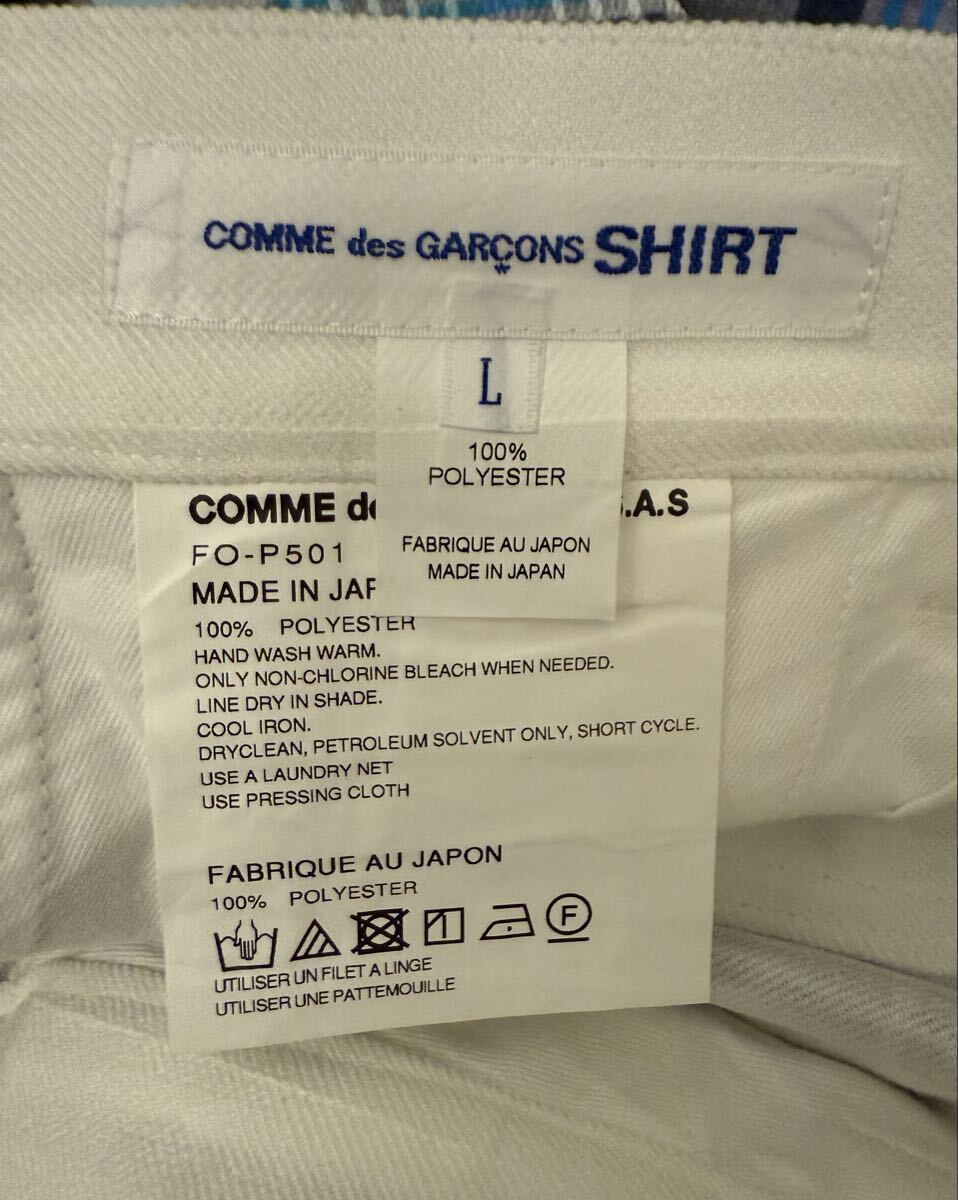 COMME des GARÇONS SHIRT
L
100%
POLYESTER
FABRIQUE AU JAPON
MADE IN JAPAN
COMME .A.S
FO-P501
MADE IN
100% POLYESTER
HAND WASH WARM.
ONLY NON-CHLORINE BLEACH WHEN NEEDED.
LINE DRY IN SHADE.
COOL IRON.
DRYCLEAN, PETROLEUM SOLVENT ONLY, SHORT CYCLE.
USE A LAUNDRY NET
USE PRESSING CLOTH
FABRIQUE AU JAPON
100% POLYESTER
F
UTILISER UN FILET A LINGE
UTILISER UNE PATTEMOUILLE